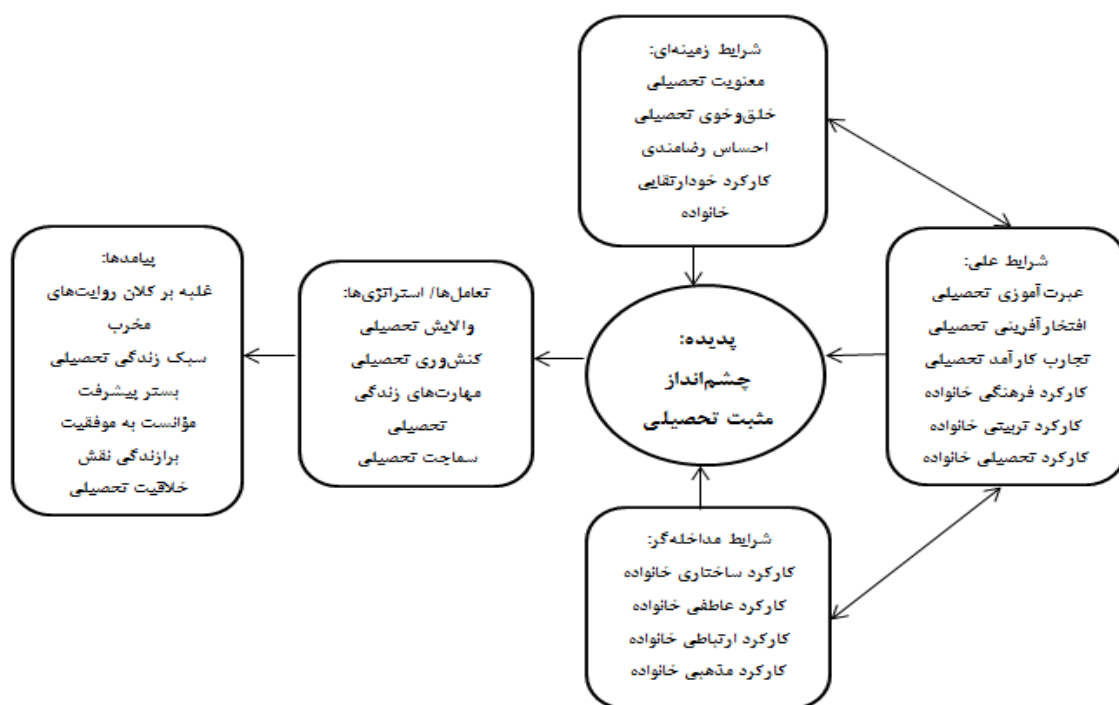 شرایط زمینه‌ای:
معنویت تحصیلی
خلق‌وخوی تحصیلی
احساس رضامندی
کارکرد خودارتقایی
خانواده
شرایط علی:
عبرت‌آموزی تحصیلی
افتخارآفرینی تحصیلی
تجارب کارآمد تحصیلی
کارکرد فرهنگی خانواده
کارکرد تربیتی خانواده
کارکرد تحصیلی خانواده
پدیده:
چشم‌انداز
مثبت تحصیلی
شرایط مداخله‌گر:
کارکرد ساختاری خانواده
کارکرد عاطفی خانواده
کارکرد ارتباطی خانواده
کارکرد مذهبی خانواده
تعامل‌ها/ استراتژی‌ها:
والایش تحصیلی
کنش‌وری تحصیلی
مهارت‌های زندگی
تحصیلی
سماجت تحصیلی
پیامدها:
غلبه بر کلان روایت‌های
مخرب
سبک زندگی تحصیلی
بستر پیشرفت
مؤانست به موفقیت
برازندگی نقش
خلاقیت تحصیلی